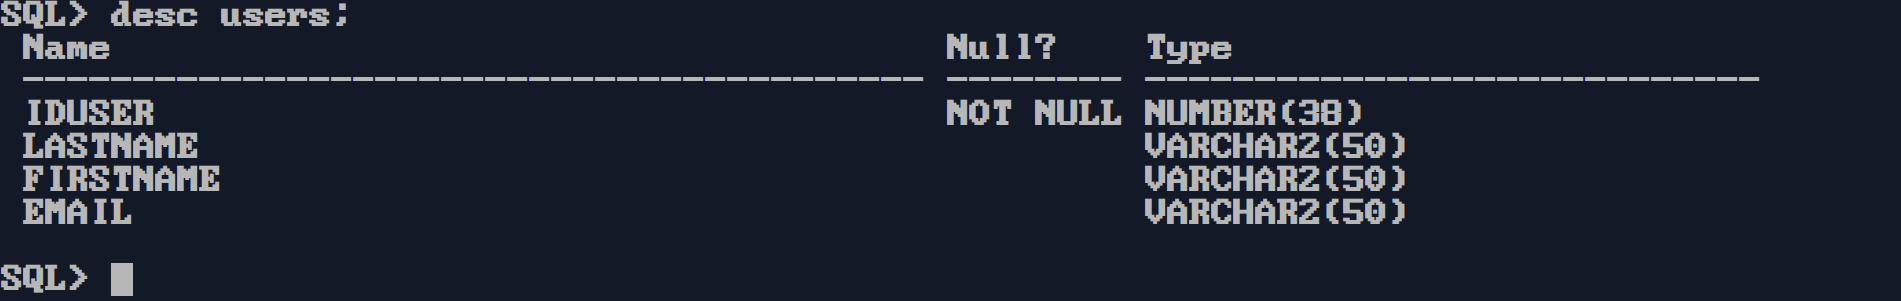 SQL> desc users;
Name Null? Type
----------------------------------------- -------- ----------------------------
IDUSER NOT NULL NUMBER(38)
LASTNAME VARCHAR2(50)
FIRSTNAME VARCHAR2(50)
EMAIL VARCHAR2(50)
SQL>